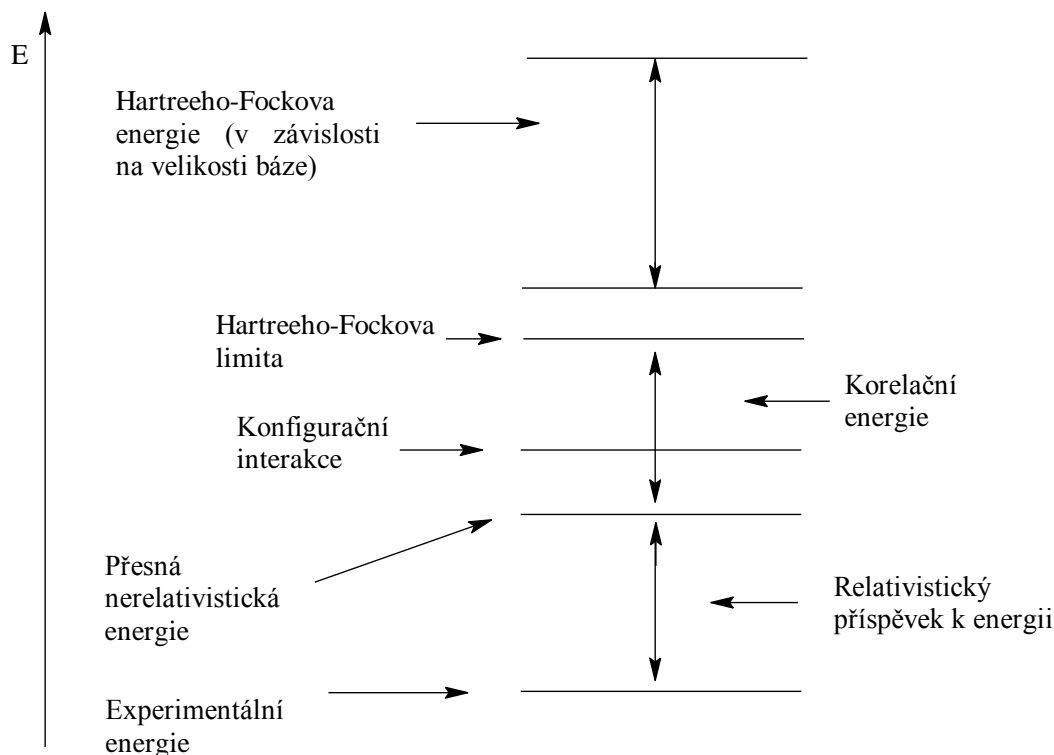 E
Hartreeho-Fockova
energie (v závislosti
na velikosti báze)
Hartreeho-Fockova
limita
Korelační
energie
Konfigurační
interakce
Přesná
nerelativistická
energie
Relativistický
příspěvek k energii
Experimentální
energie